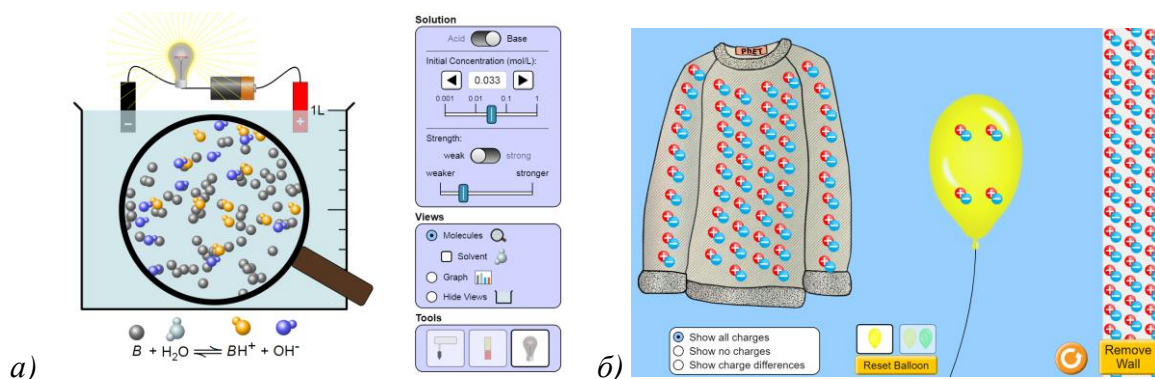 Solution
Acid Base
Initial Concentration (mol/L):
0.033
0.001 0.01 0.1 1
Strength:
weak strong
weaker stronger
Views
Molecules
Solvent
Graph
Hide Views
Tools
1L
− +
B + H₂O ⇌ BH⁺ + OH⁻
а)
PhET
Show all charges
Show no charges
Show charge differences
Reset Balloon
Remove
Wall
б)